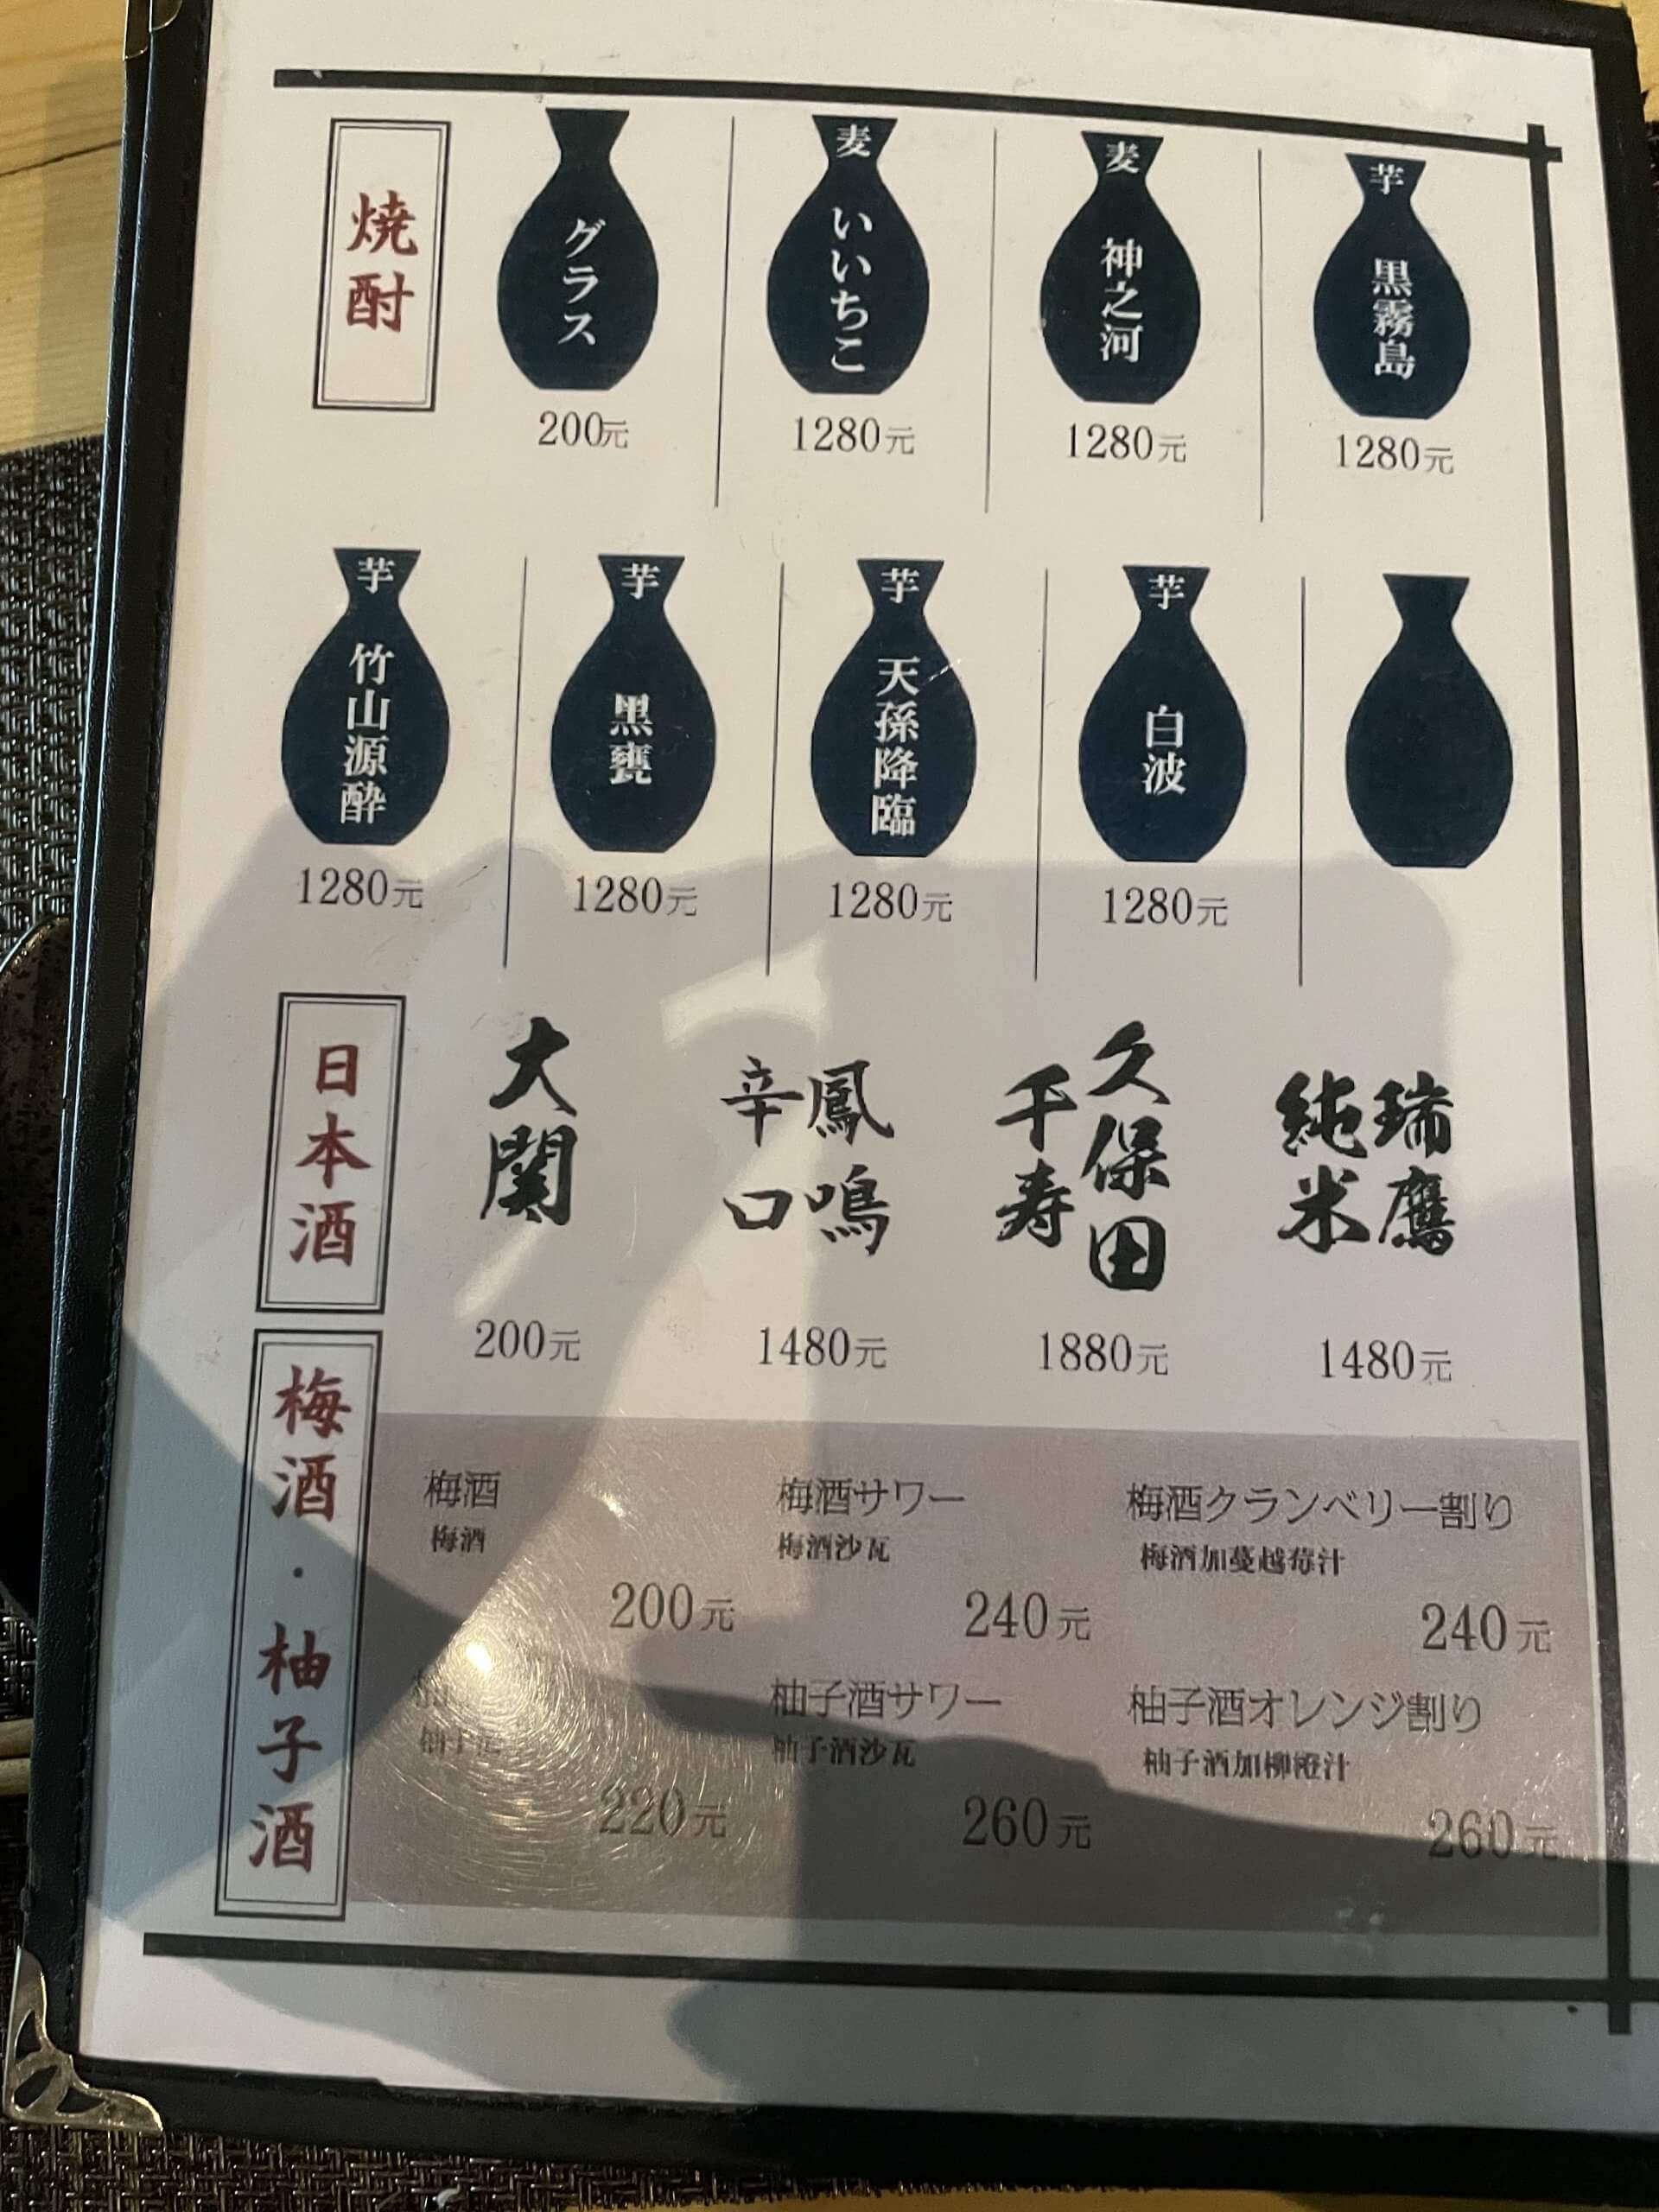 焼酎
グラス
200元
麦
いいちこ
1280元
麦
神之河
1280元
芋
黒霧島
1280元
芋
竹山源酔
1280元
芋
黒甕
1280元
芋
天孫降臨
1280元
芋
白波
1280元
日本酒
大関
200元
鳳鳴
辛口
1480元
久保田
千寿
1880元
瑞鷹
純米
1480元
梅酒・柚子酒
梅酒
梅酒
200元
梅酒サワー
梅酒沙瓦
240元
梅酒クランベリー割り
梅酒加蔓越莓汁
240元
柚子酒
220元
柚子酒サワー
柚子酒沙瓦
260元
柚子酒オレンジ割り
柚子酒加柳橙汁
260元